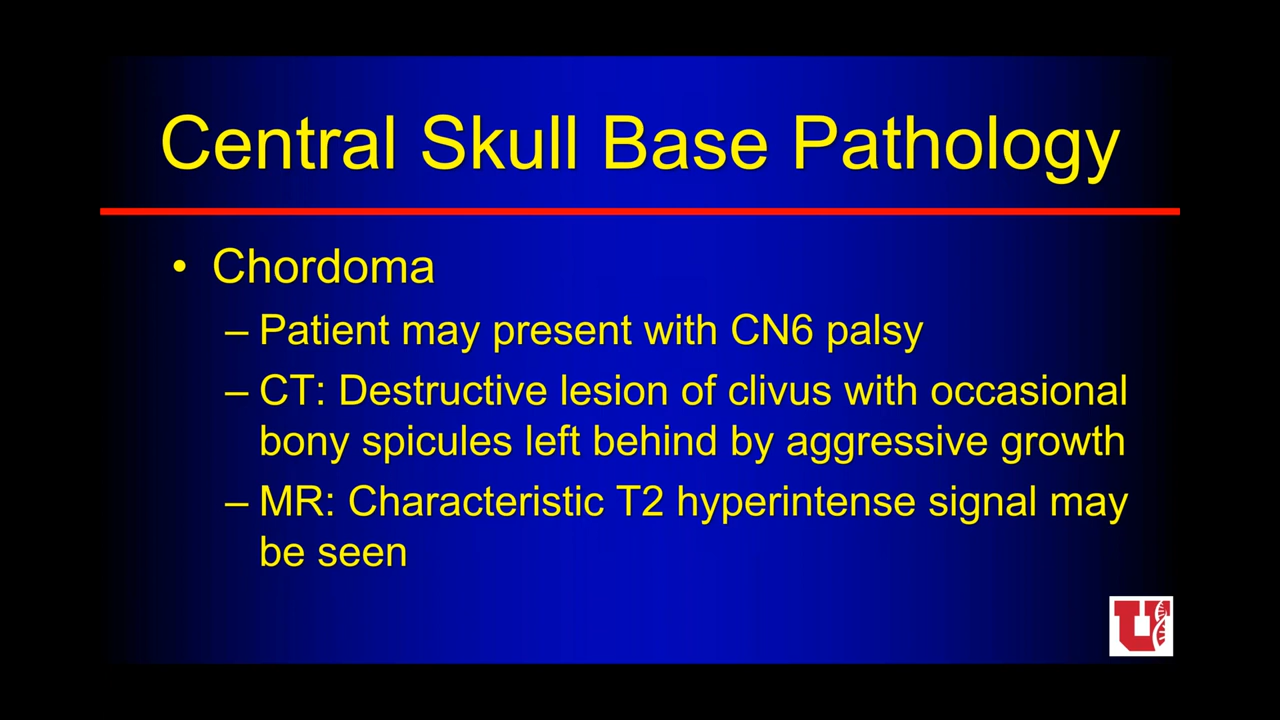 Central Skull Base Pathology
• Chordoma
– Patient may present with CN6 palsy
– CT: Destructive lesion of clivus with occasional
bony spicules left behind by aggressive growth
– MR: Characteristic T2 hyperintense signal may
be seen
U